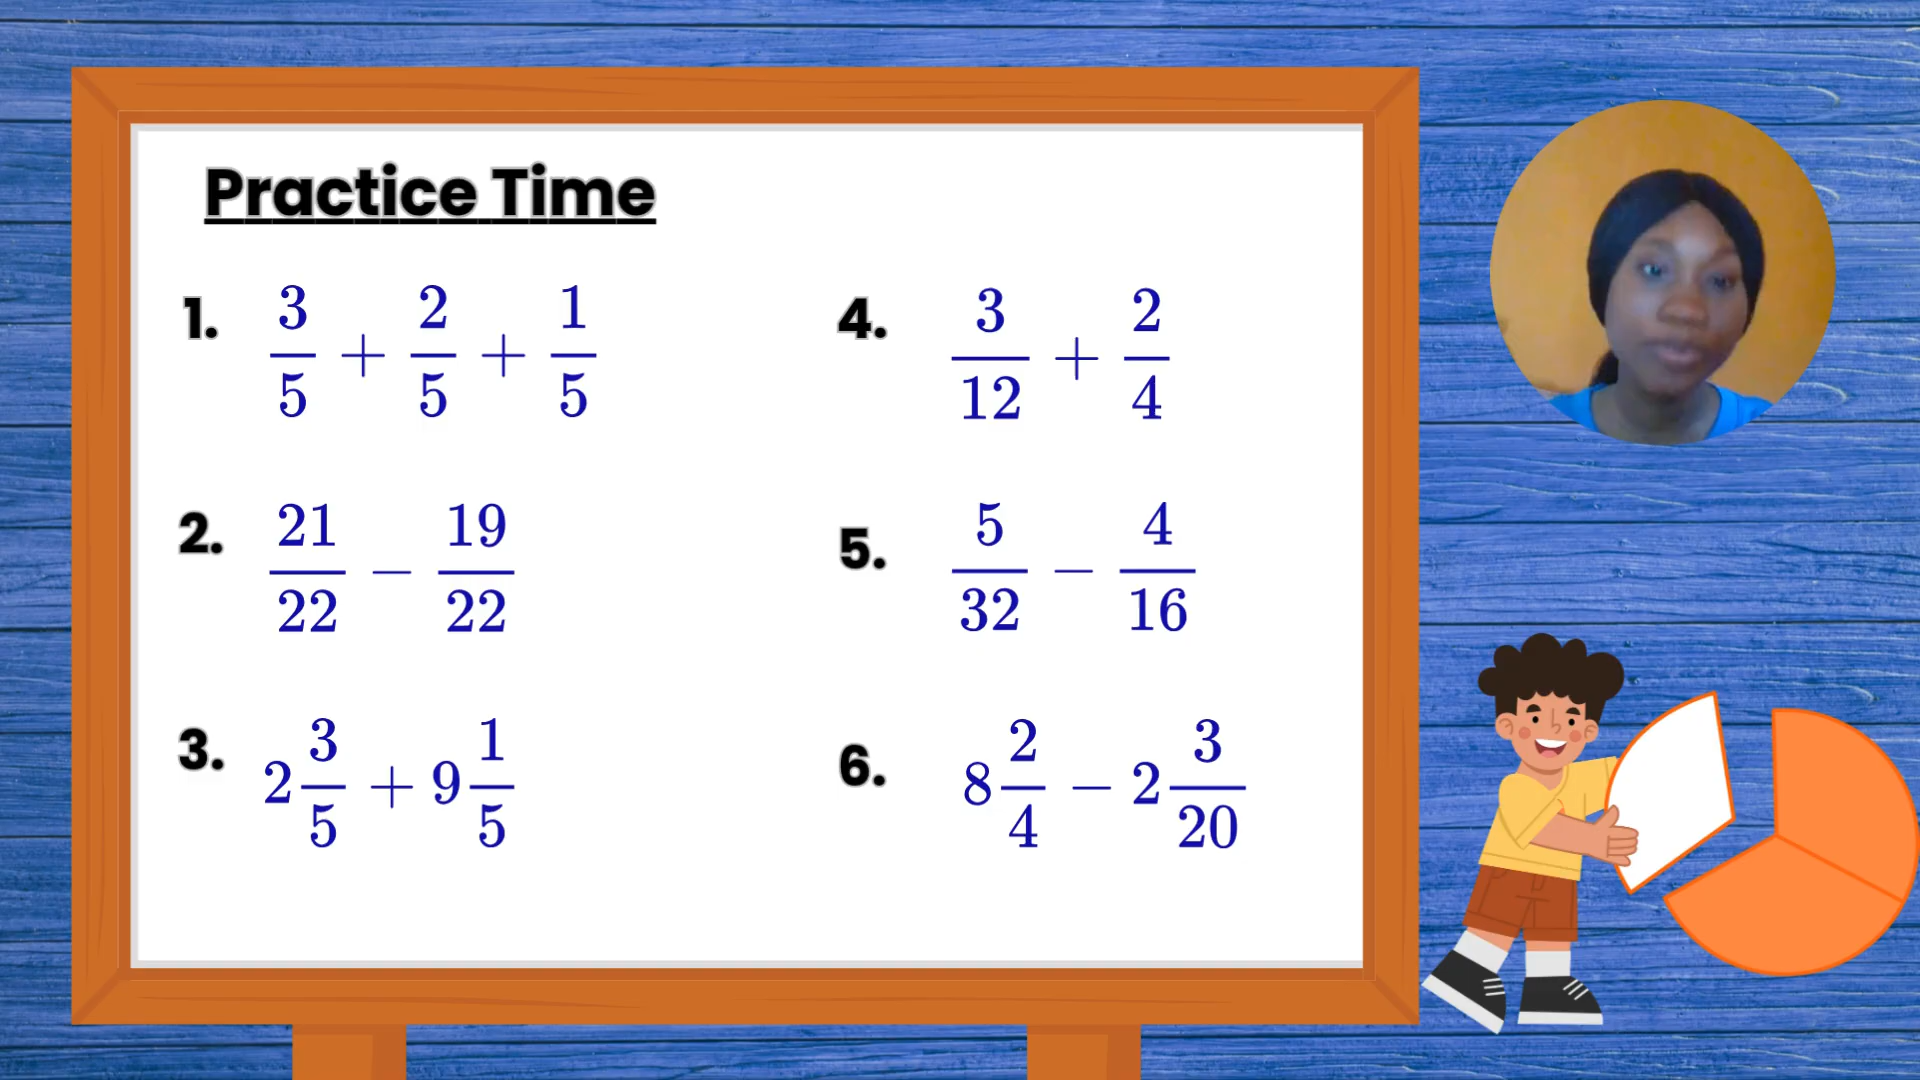 Practice Time
1. 3/5 + 2/5 + 1/5
2. 21/22 − 19/22
3. 2 3/5 + 9 1/5
4. 3/12 + 2/4
5. 5/32 − 4/16
6. 8 2/4 − 2 3/20